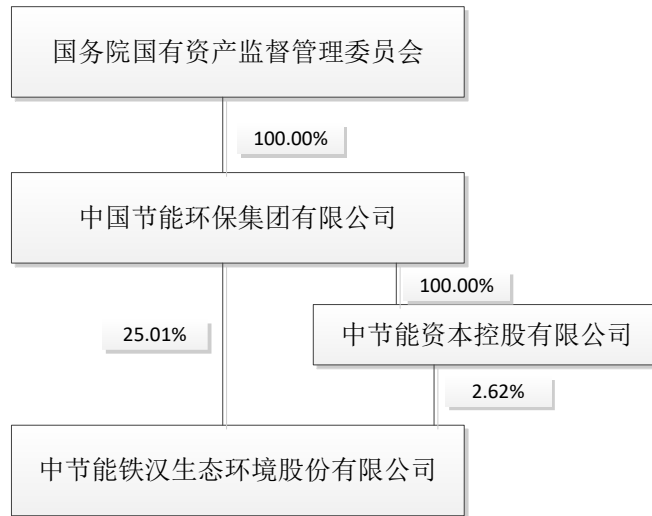 国务院国有资产监督管理委员会
100.00%
中国节能环保集团有限公司
100.00%
25.01%
中节能资本控股有限公司
2.62%
中节能铁汉生态环境股份有限公司